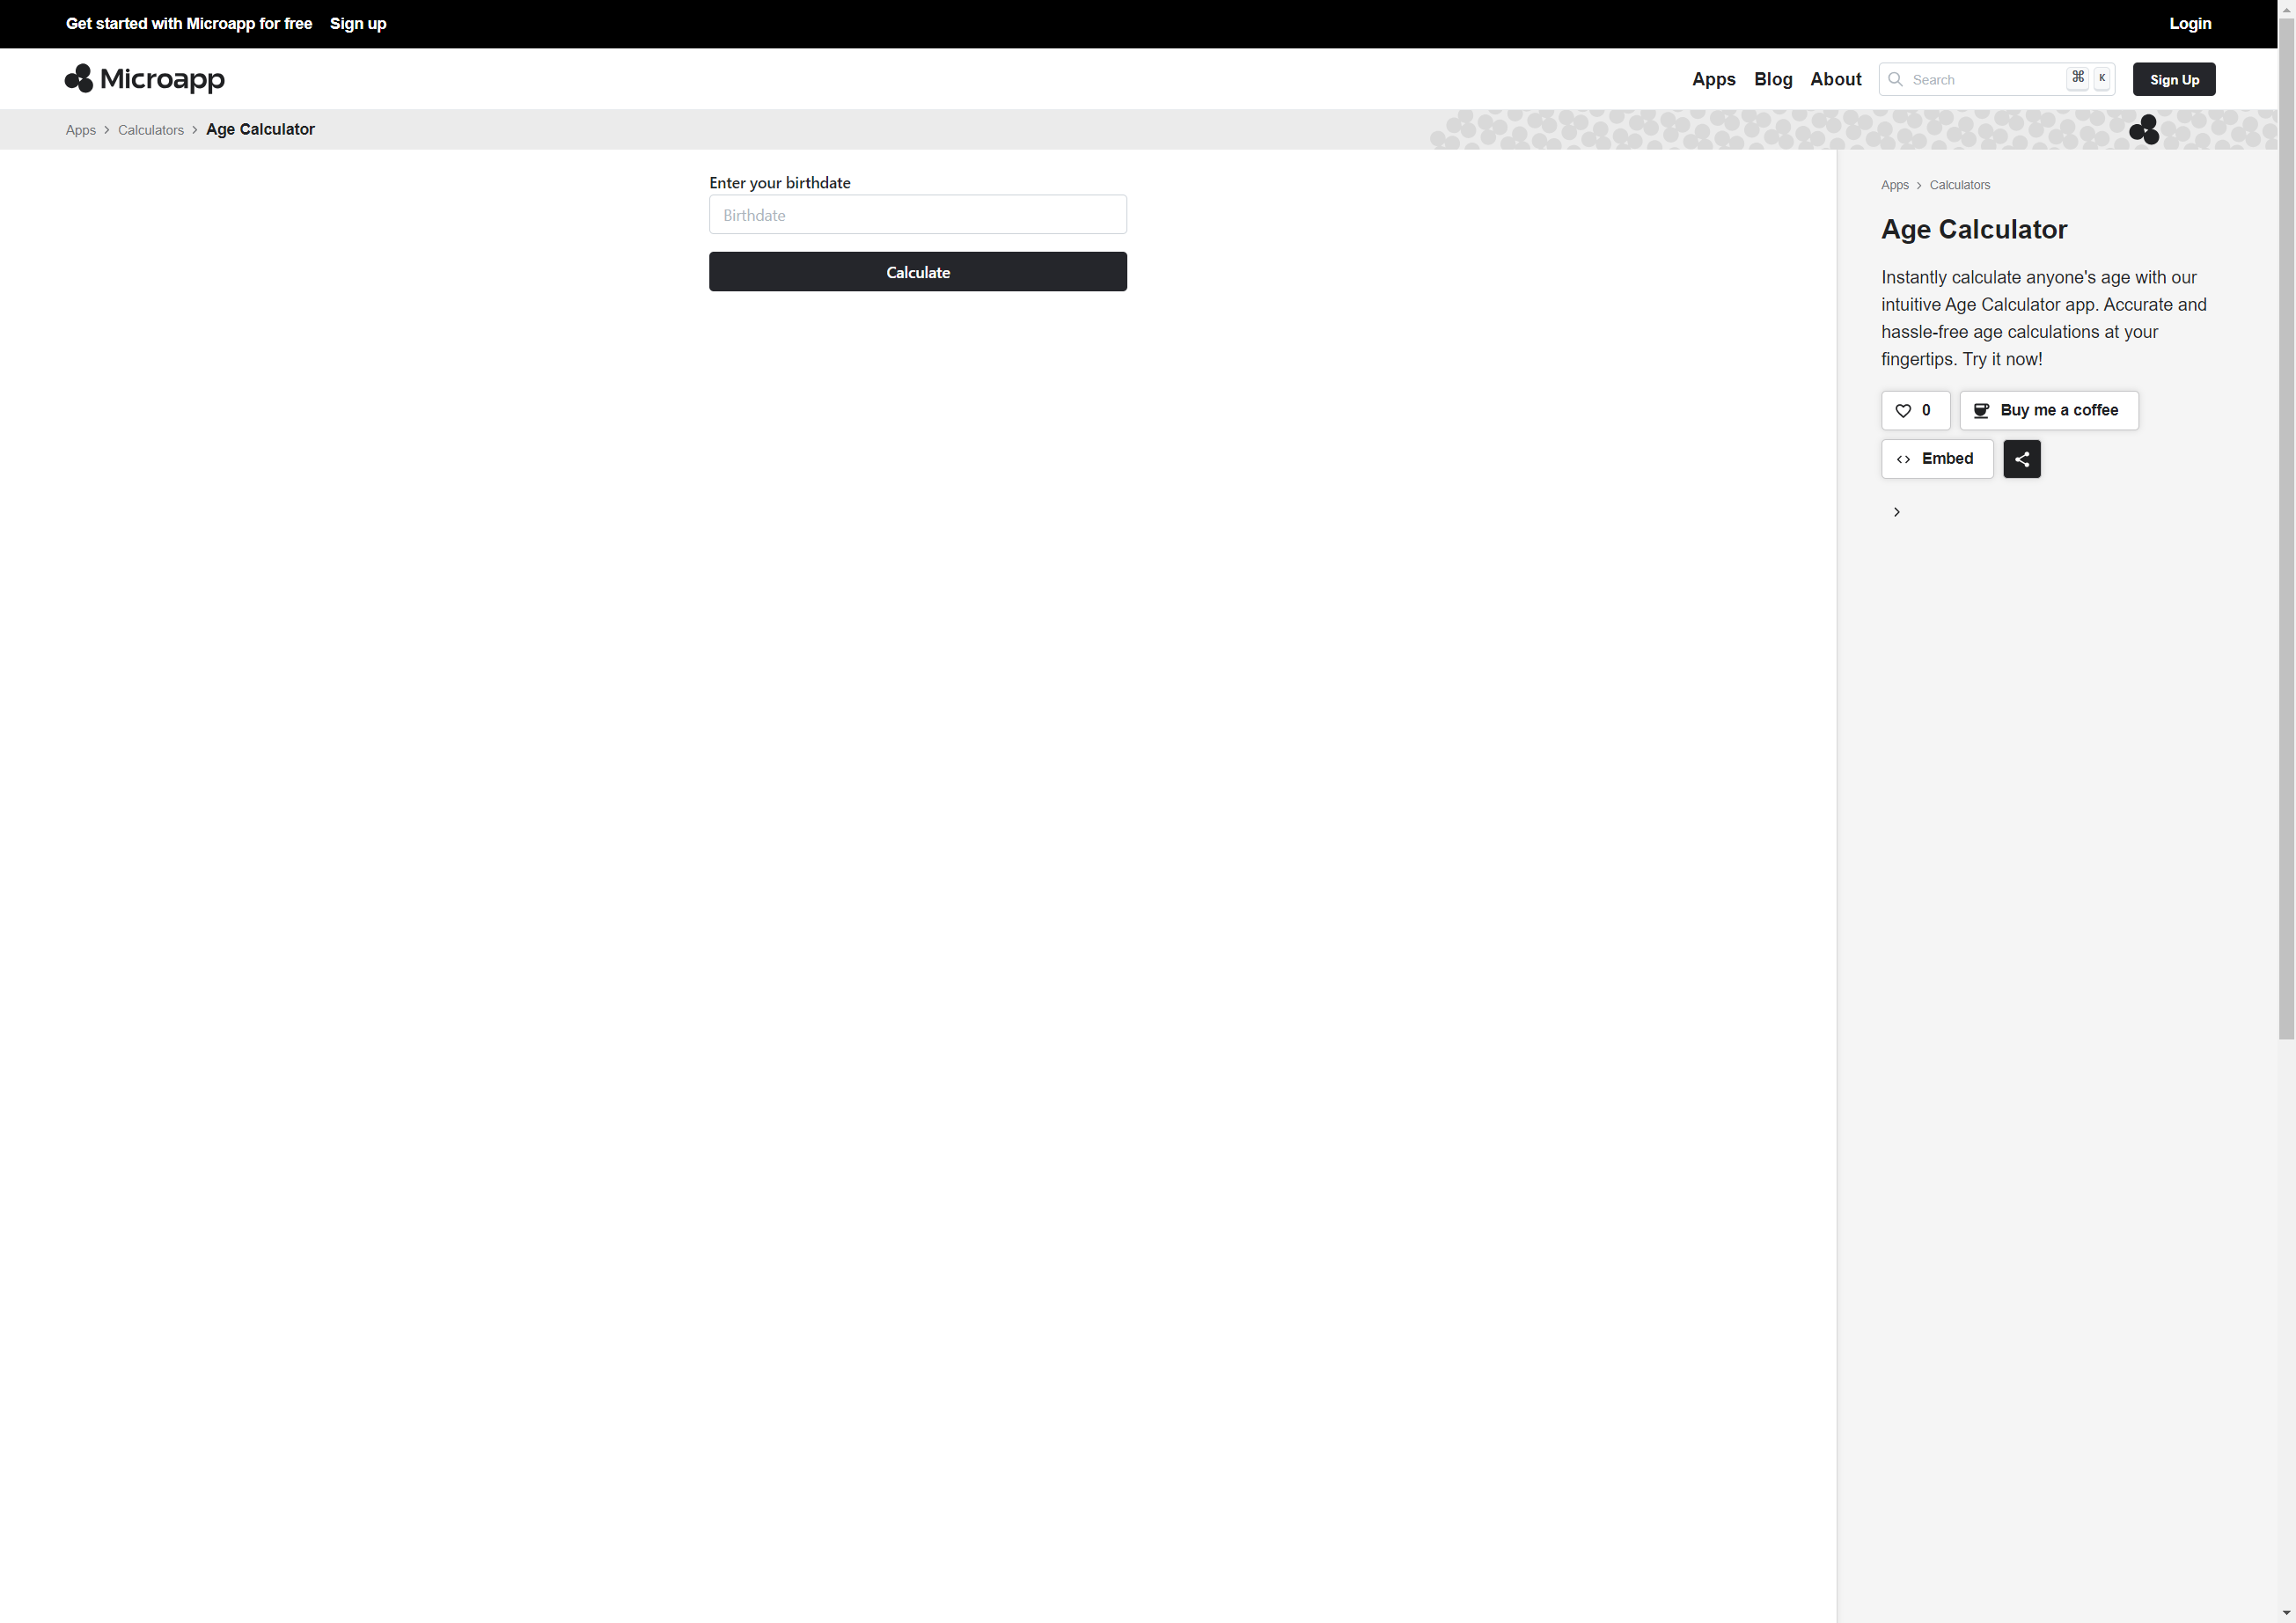 Get started with Microapp for free Sign up Login
Microapp Apps Blog About Search ⌘ K Sign Up
Apps > Calculators > Age Calculator
Enter your birthdate
Birthdate
Calculate
Apps > Calculators
Age Calculator
Instantly calculate anyone's age with our
intuitive Age Calculator app. Accurate and
hassle-free age calculations at your
fingertips. Try it now!
0 Buy me a coffee
Embed